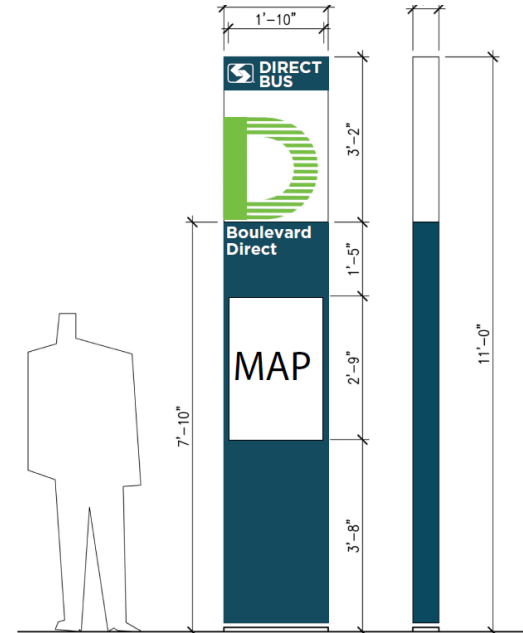 1'-10"
DIRECT
BUS
3'-2"
Boulevard
Direct
1'-5"
MAP
2'-9"
11'-0"
7'-10"
3'-8"